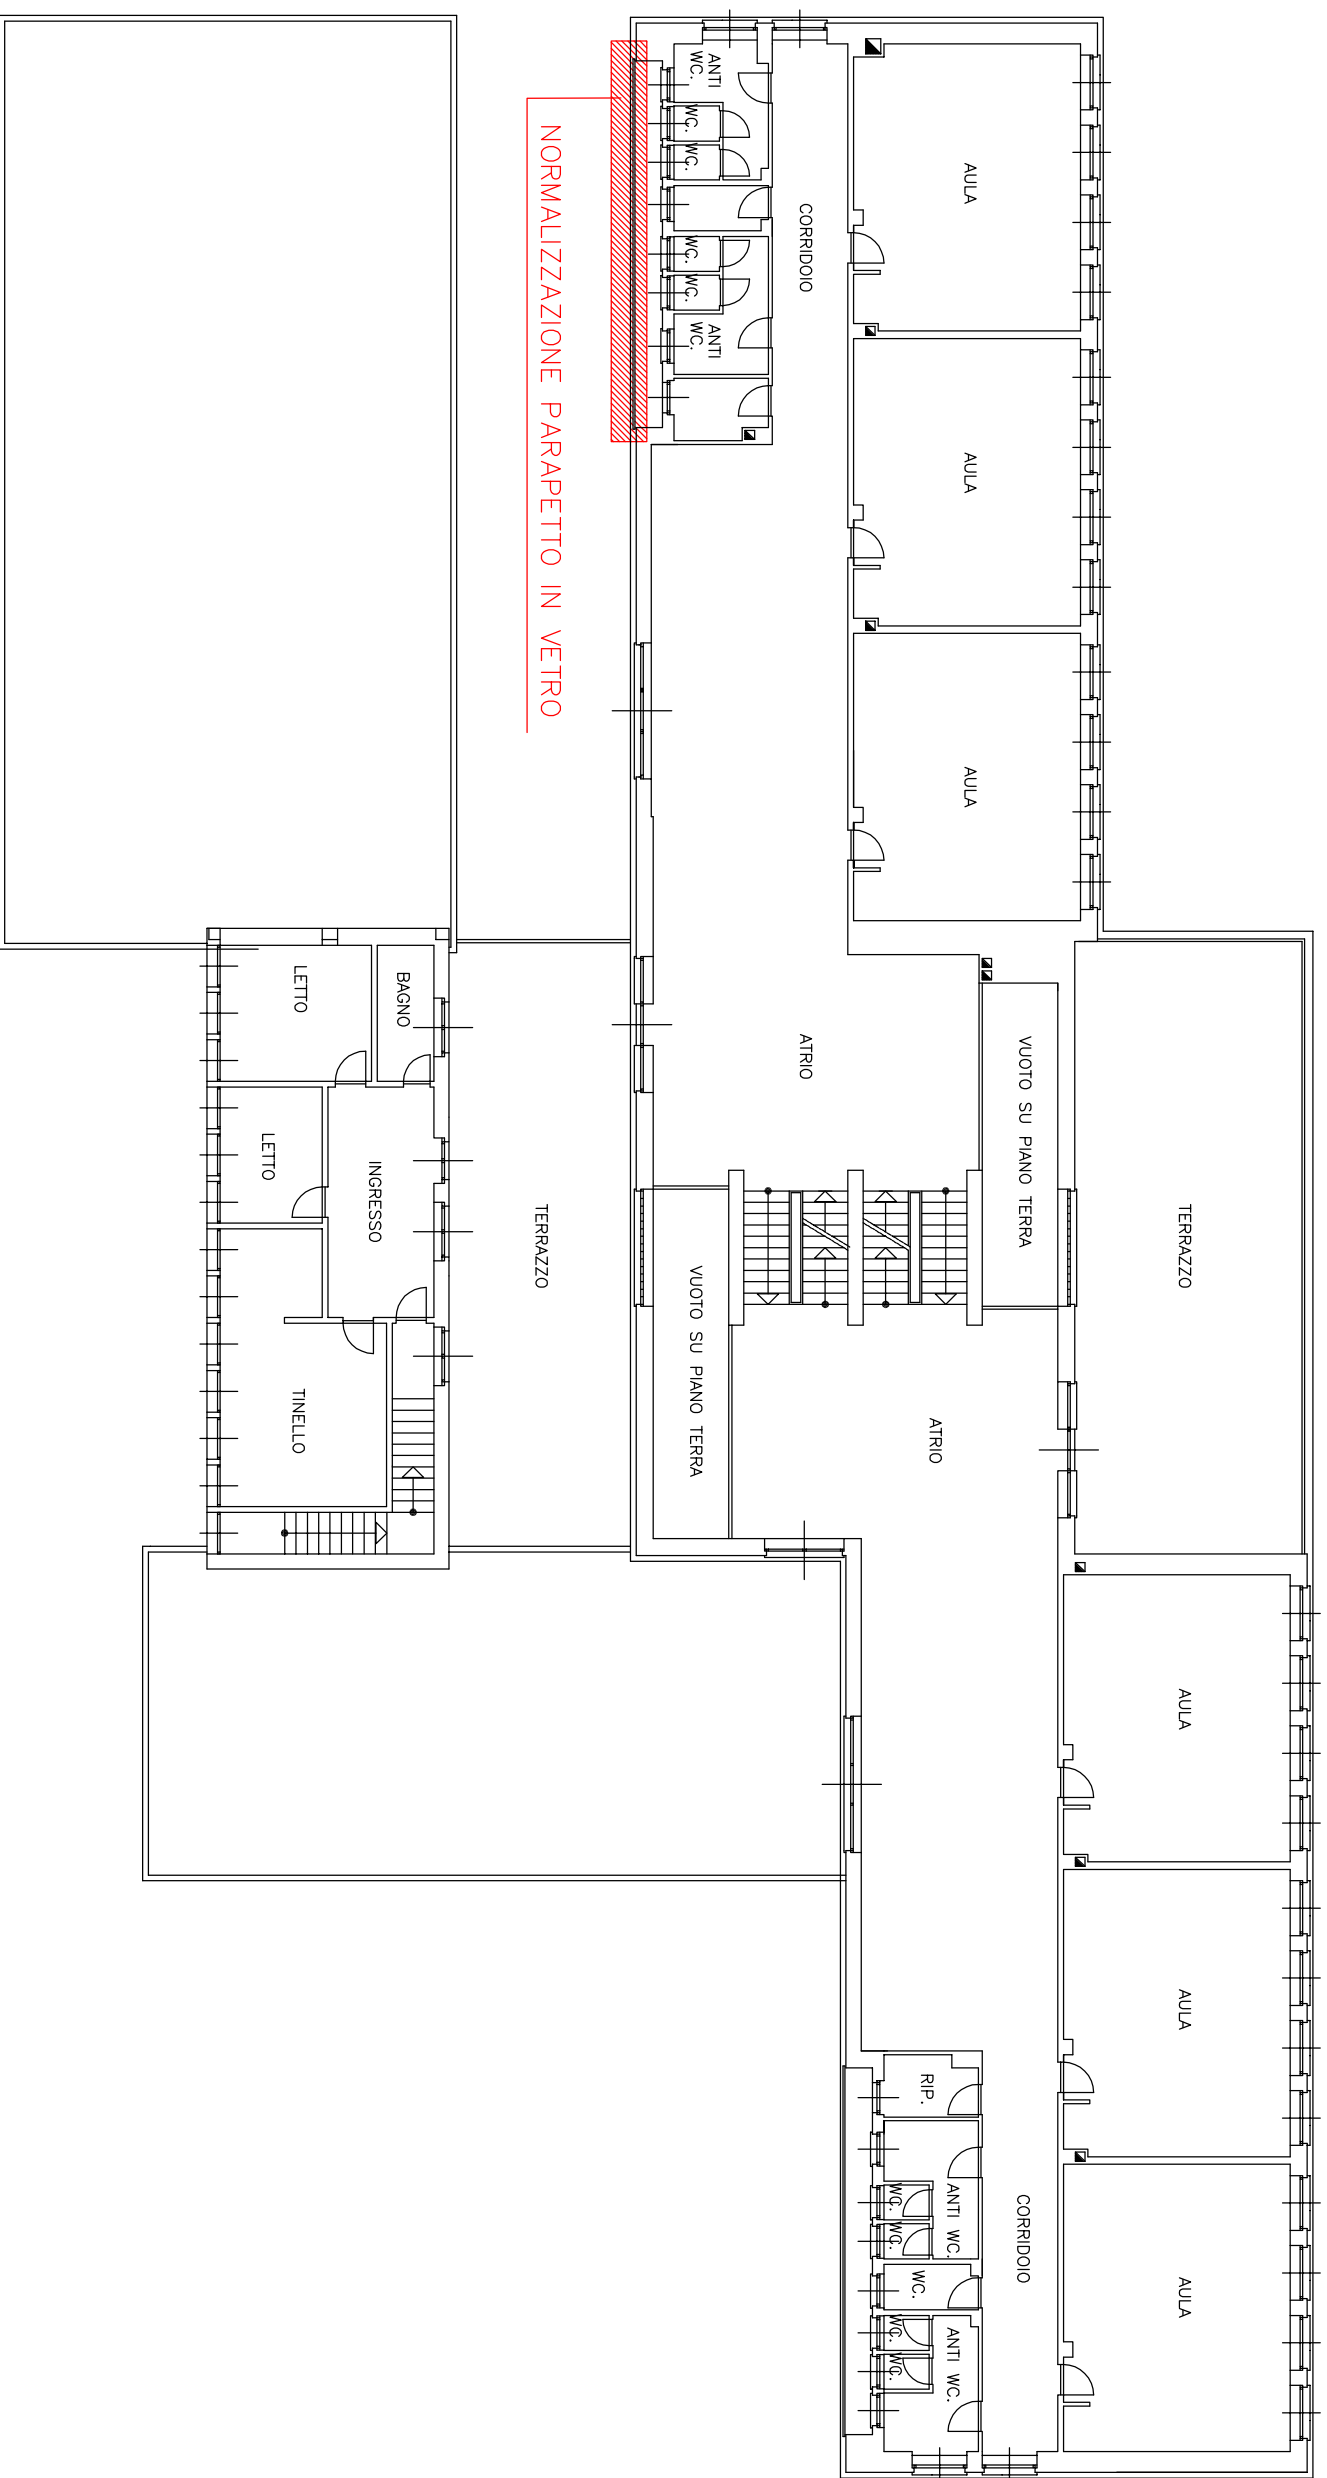 AULA
AULA
AULA
TERRAZZO
AULA
AULA
AULA
VUOTO SU PIANO TERRA
CORRIDOIO
ATRIO
ATRIO
CORRIDOIO
ANTI
WC.
WC.
WC.
WC.
WC.
ANTI
WC.
VUOTO SU PIANO TERRA
RIP.
ANTI WC.
WC.
WC.
WC.
ANTI WC.
WC.
WC.
NORMALIZZAZIONE PARAPETTO IN VETRO
TERRAZZO
BAGNO
INGRESSO
LETTO
LETTO
TINELLO